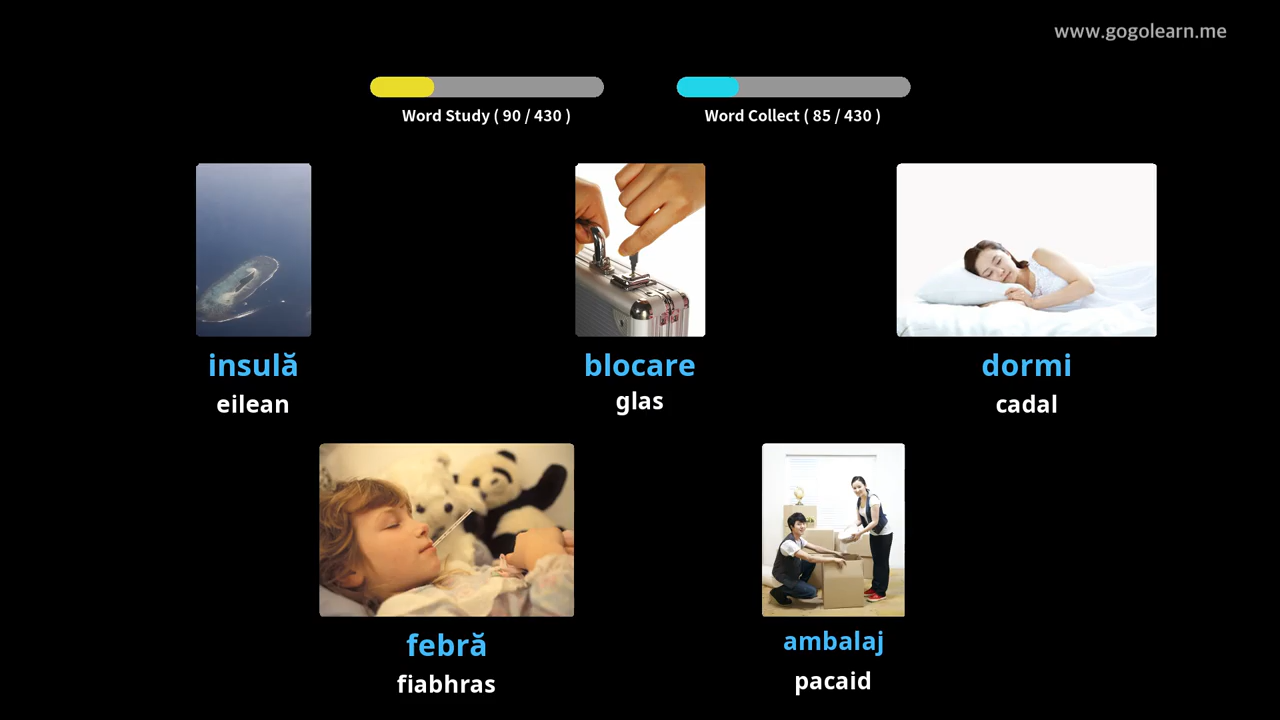 www.gogolearn.me
Word Study ( 90 / 430 )
Word Collect ( 85 / 430 )
insulă
eilean
blocare
glas
dormi
cadal
febră
fiabhras
ambalaj
pacaid